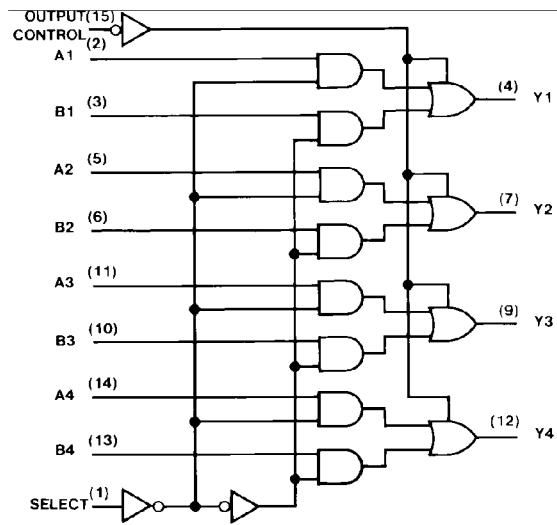 OUTPUT (15)
CONTROL
A1 (2)
(4) Y1
B1 (3)
A2 (5)
(7) Y2
B2 (6)
A3 (11)
(9) Y3
B3 (10)
A4 (14)
(12) Y4
B4 (13)
SELECT (1)